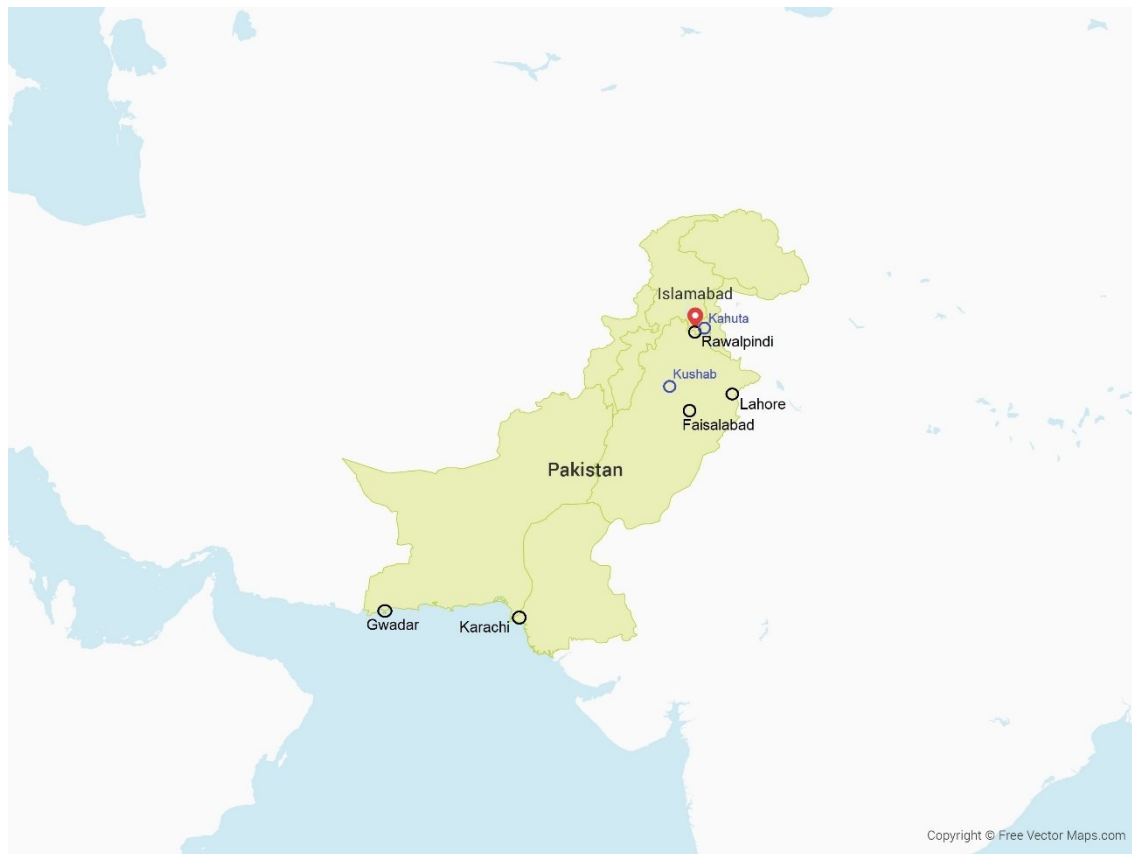 Islamabad
Kahuta
Rawalpindi
Kushab
Lahore
Faisalabad
Pakistan
Gwadar
Karachi
Copyright © Free Vector Maps.com